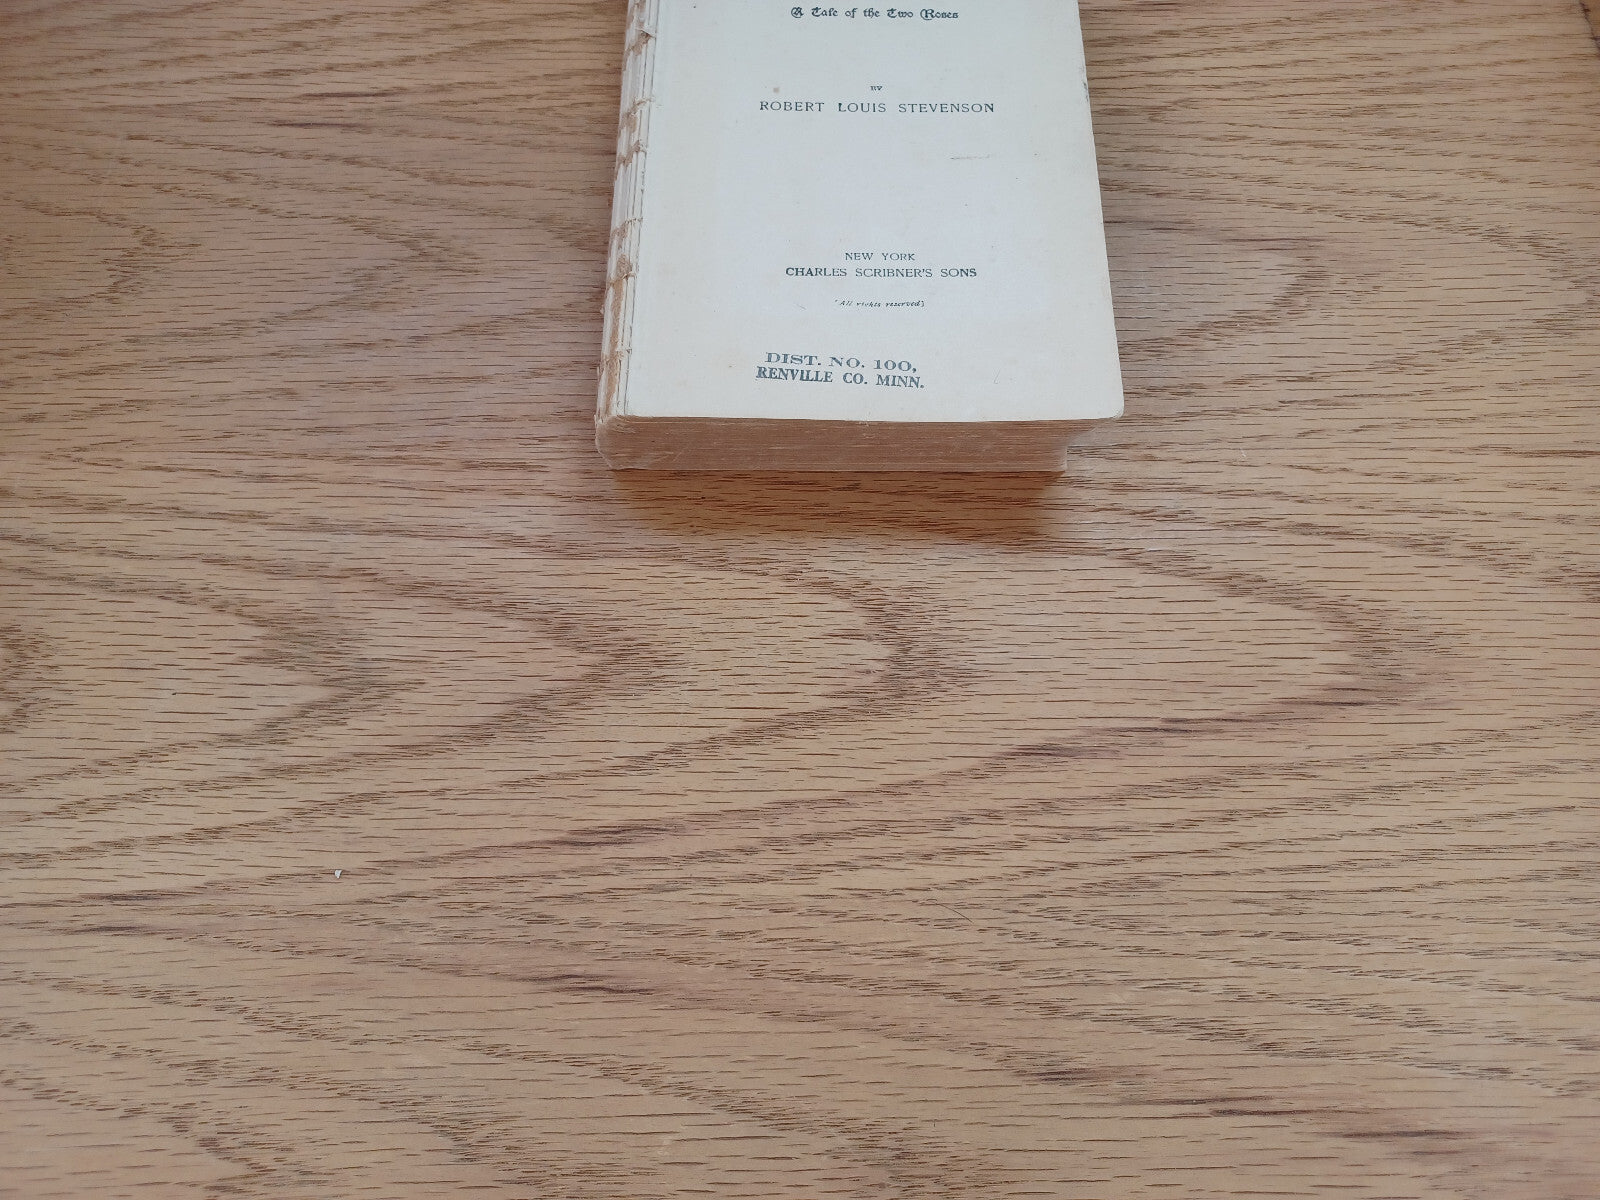 A Tale of the Two Roses
BY
ROBERT LOUIS STEVENSON
NEW YORK
CHARLES SCRIBNER'S SONS
[All rights reserved]
DIST. NO. 100,
RENVILLE CO. MINN.